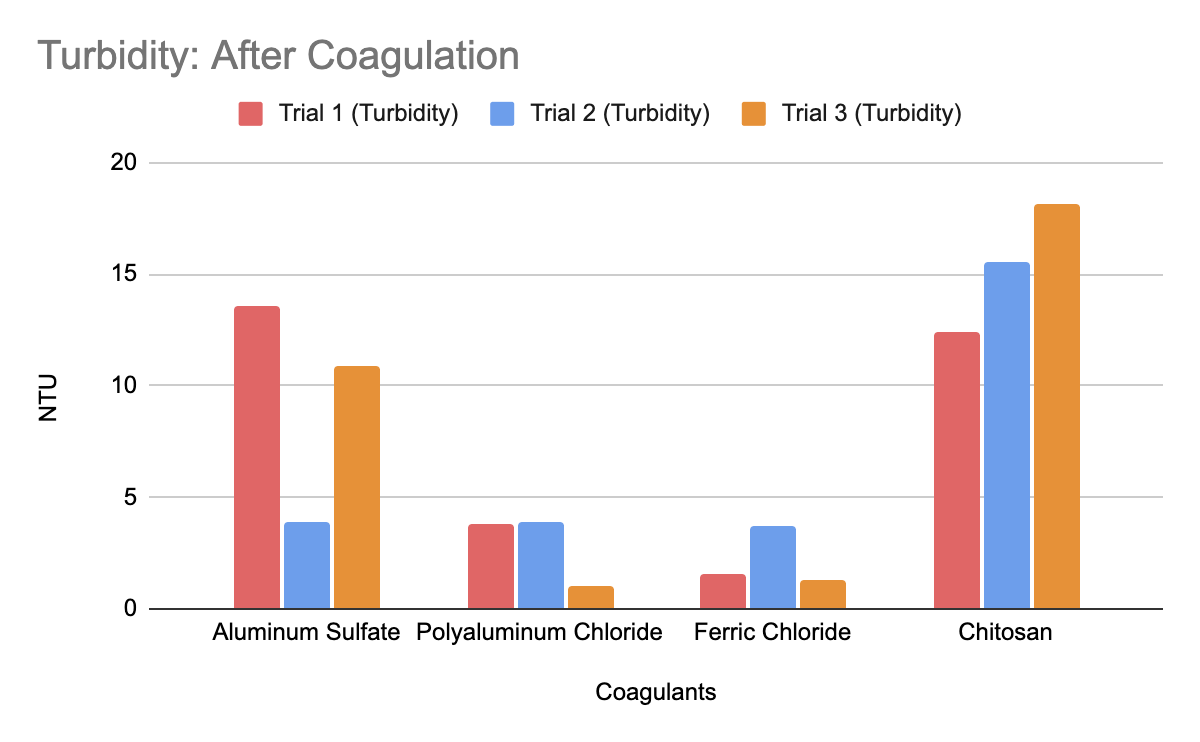 Turbidity: After Coagulation
Trial 1 (Turbidity) Trial 2 (Turbidity) Trial 3 (Turbidity)
20
15
10
5
0
NTU
Aluminum Sulfate Polyaluminum Chloride Ferric Chloride Chitosan
Coagulants